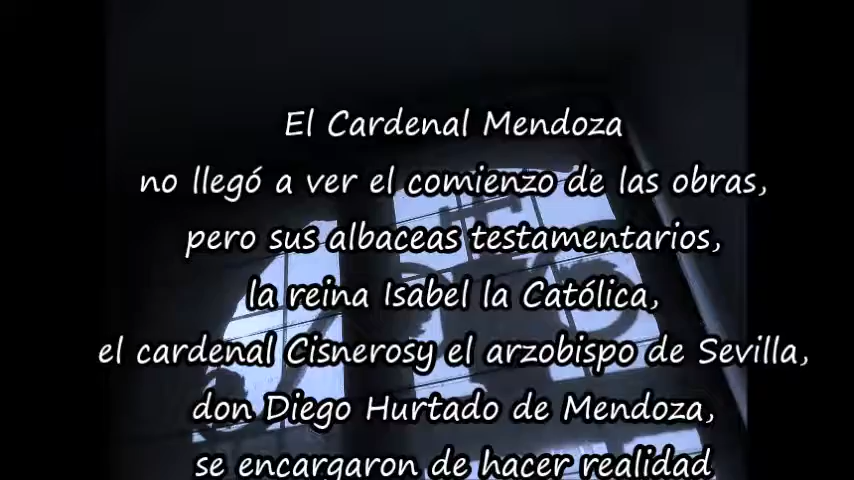 El Cardenal Mendoza
no llegó a ver el comienzo de las obras,
pero sus albaceas testamentarios,
la reina Isabel la Católica,
el cardenal Cisnerosy el arzobispo de Sevilla,
don Diego Hurtado de Mendoza,
se encargaron de hacer realidad